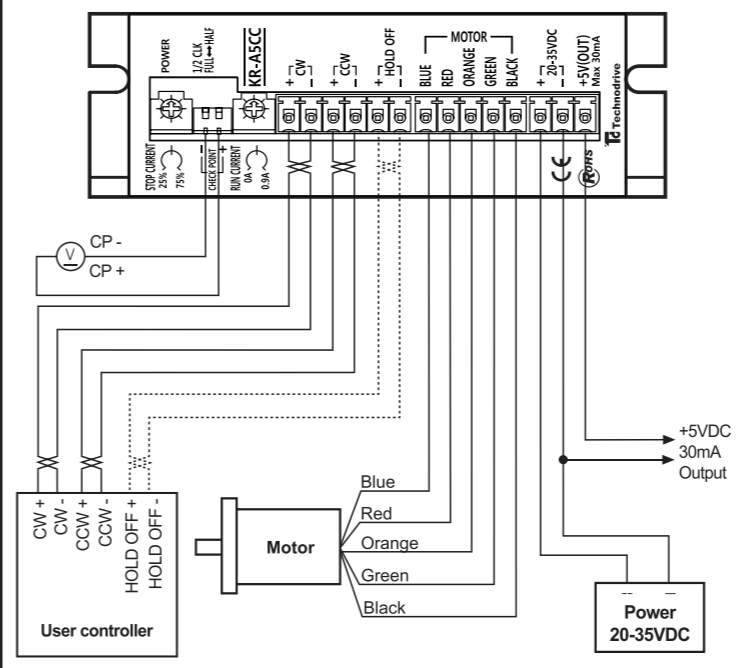 POWER
1/2 CLK
FULL↔HALF
KR-A5CC
+ CW -
+ CCW -
+ HOLD OFF -
MOTOR
BLUE
RED
ORANGE
GREEN
BLACK
+ 20-35VDC -
+5V(OUT)
Max 30mA
STOP CURRENT
25%
75%
- CHECK POINT +
RUN CURRENT
0A
0.9A
CE
RoHS
Td Technodrive
V
CP -
CP +
+5VDC
30mA
Output
CW +
CW -
CCW +
CCW -
HOLD OFF +
HOLD OFF -
User controller
Motor
Blue
Red
Orange
Green
Black
Power
20-35VDC